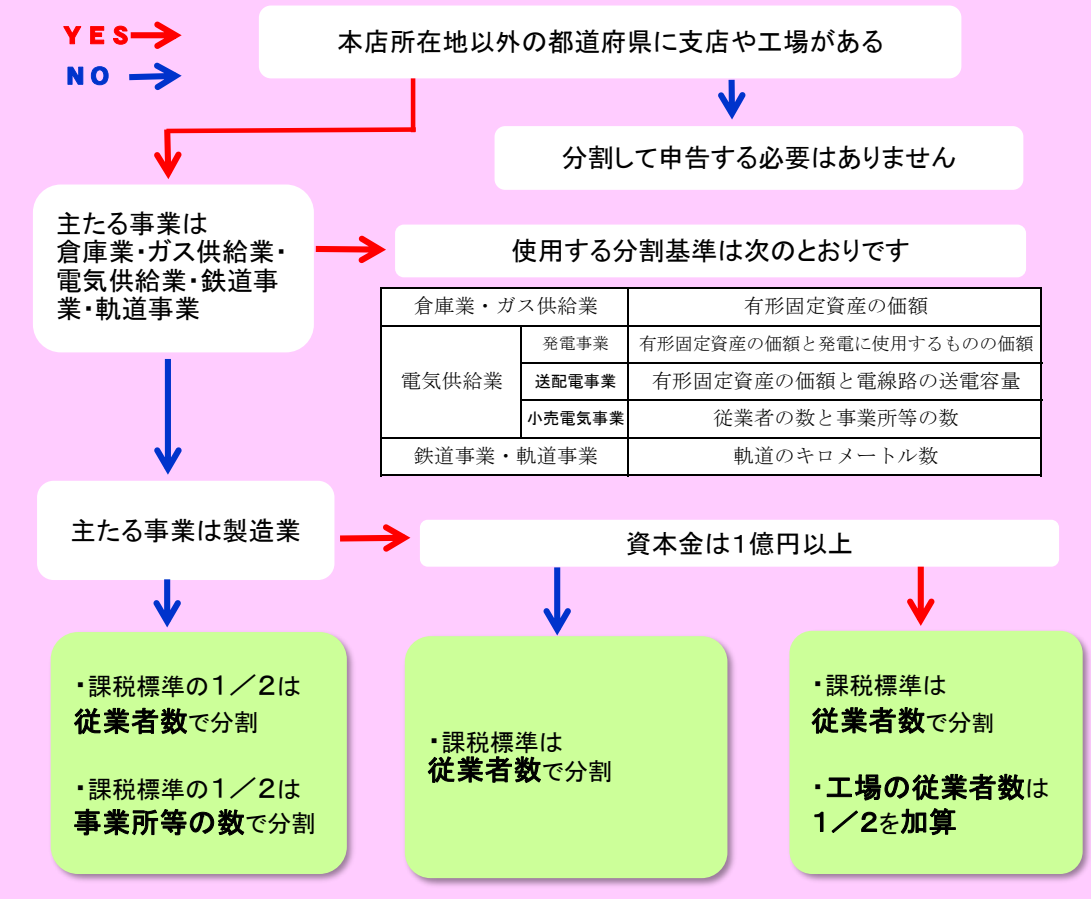 YES
NO
本店所在地以外の都道府県に支店や工場がある
分割して申告する必要はありません
主たる事業は
倉庫業・ガス供給業・
電気供給業・鉄道事
業・軌道事業
使用する分割基準は次のとおりです
倉庫業・ガス供給業 有形固定資産の価額
電気供給業
発電事業 有形固定資産の価額と発電に使用するものの価額
送配電事業 有形固定資産の価額と電線路の送電容量
小売電気事業 従業者の数と事業所等の数
鉄道事業・軌道事業 軌道のキロメートル数
主たる事業は製造業
資本金は1億円以上
・課税標準の1/2は
従業者数で分割
・課税標準の1/2は
事業所等の数で分割
・課税標準は
従業者数で分割
・課税標準は
従業者数で分割
・工場の従業者数は
1/2を加算